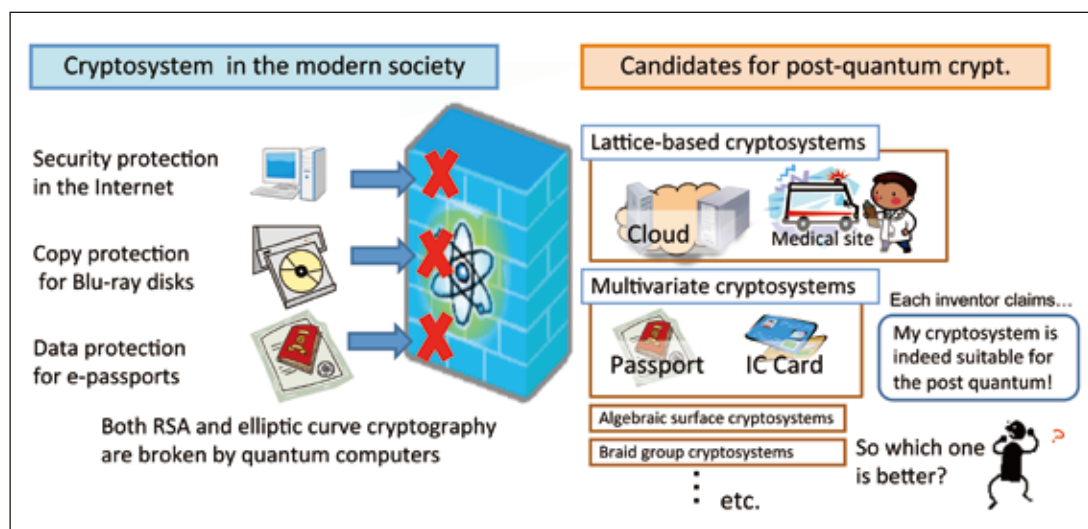 Cryptosystem in the modern society
Security protection
in the Internet
Copy protection
for Blu-ray disks
Data protection
for e-passports
Both RSA and elliptic curve cryptography
are broken by quantum computers
Candidates for post-quantum crypt.
Lattice-based cryptosystems
Cloud
Medical site
Multivariate cryptosystems
Passport
IC Card
Each inventor claims...
My cryptosystem is
indeed suitable for
the post quantum!
Algebraic surface cryptosystems
Braid group cryptosystems
etc.
So which one
is better?
?